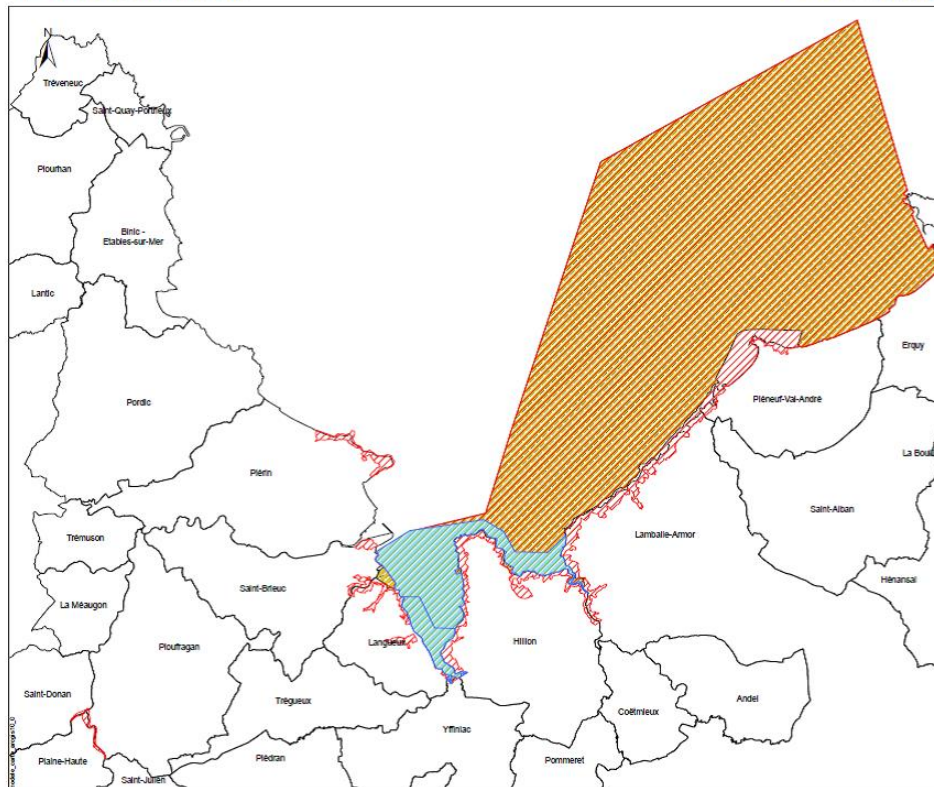 N
Tréveneuc
Saint-Quay-Portrieux
Plourhan
Binic -
Etables-sur-Mer
Lantic
Erquy
Pordic
Pléneuf-Val-André
La Bouil
Plérin
Saint-Alban
Trémuson
Lamballe-Armor
Hénansal
Saint-Brieuc
La Méaugon
Ploufragan
Langueux
Hillion
Saint-Donan
Trégueux
Andel
Coëtmieux
Yffiniac
Plaine-Haute
Plédran
Pommeret
Saint-Julien